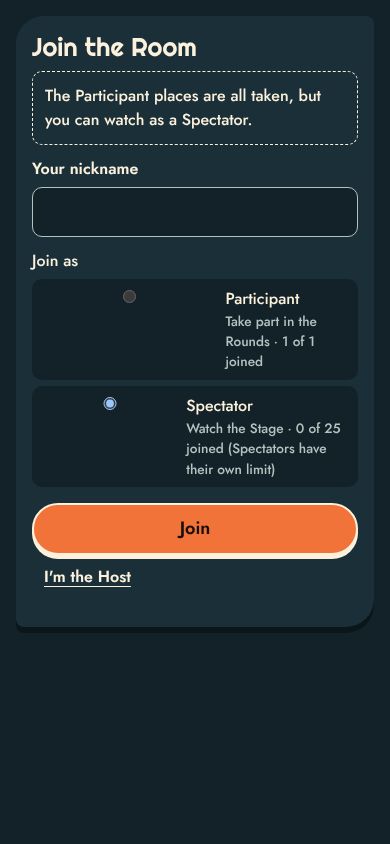 Join the Room
The Participant places are all taken, but
you can watch as a Spectator.
Your nickname
Join as
Participant
Take part in the
Rounds · 1 of 1
joined
Spectator
Watch the Stage · 0 of 25
joined (Spectators have
their own limit)
Join
I'm the Host